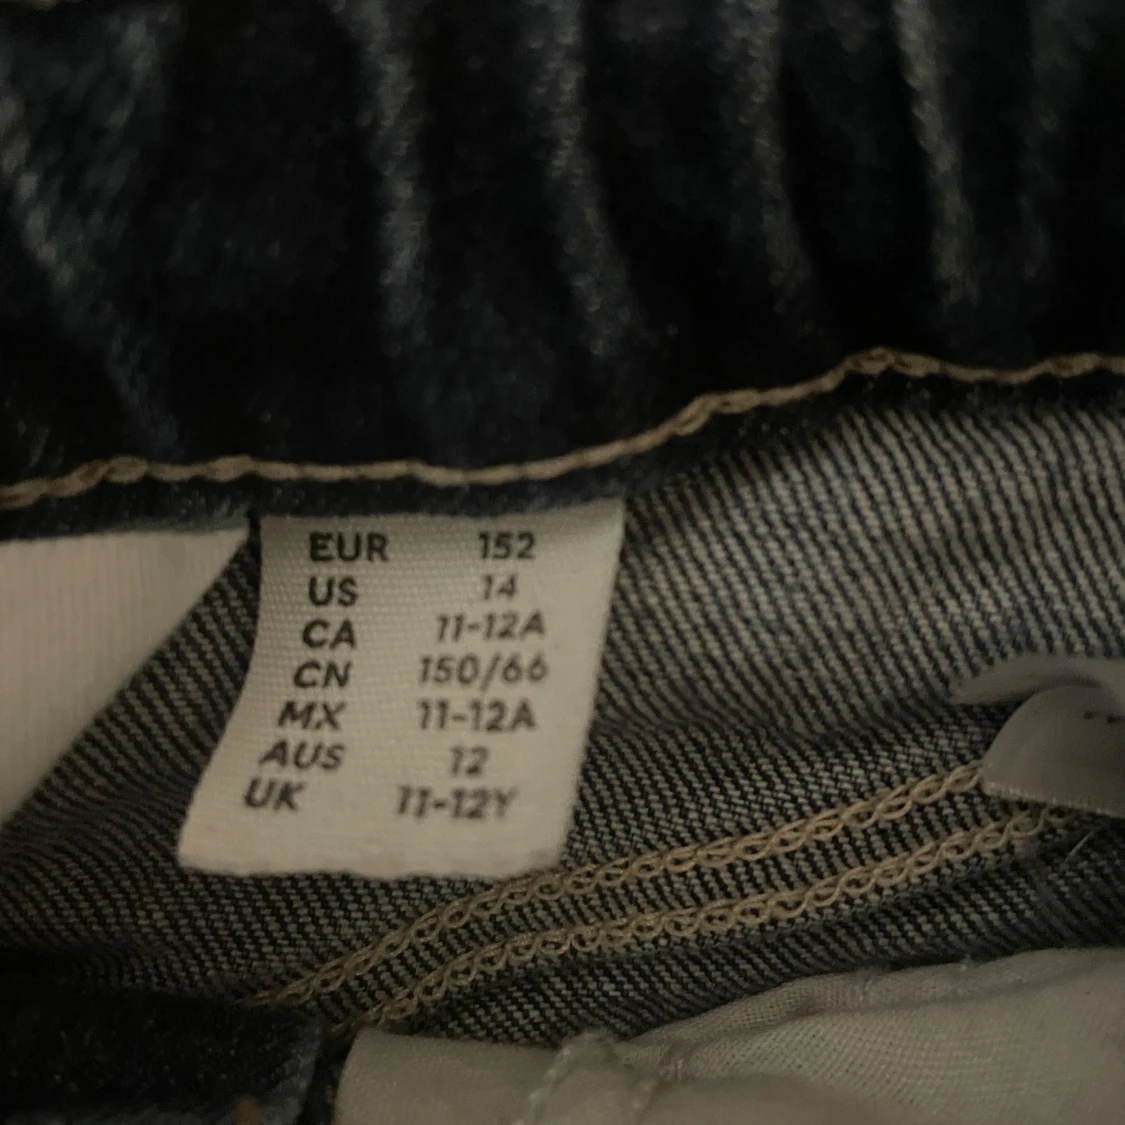 EUR 152
US 14
CA 11-12A
CN 150/66
MX 11-12A
AUS 12
UK 11-12Y